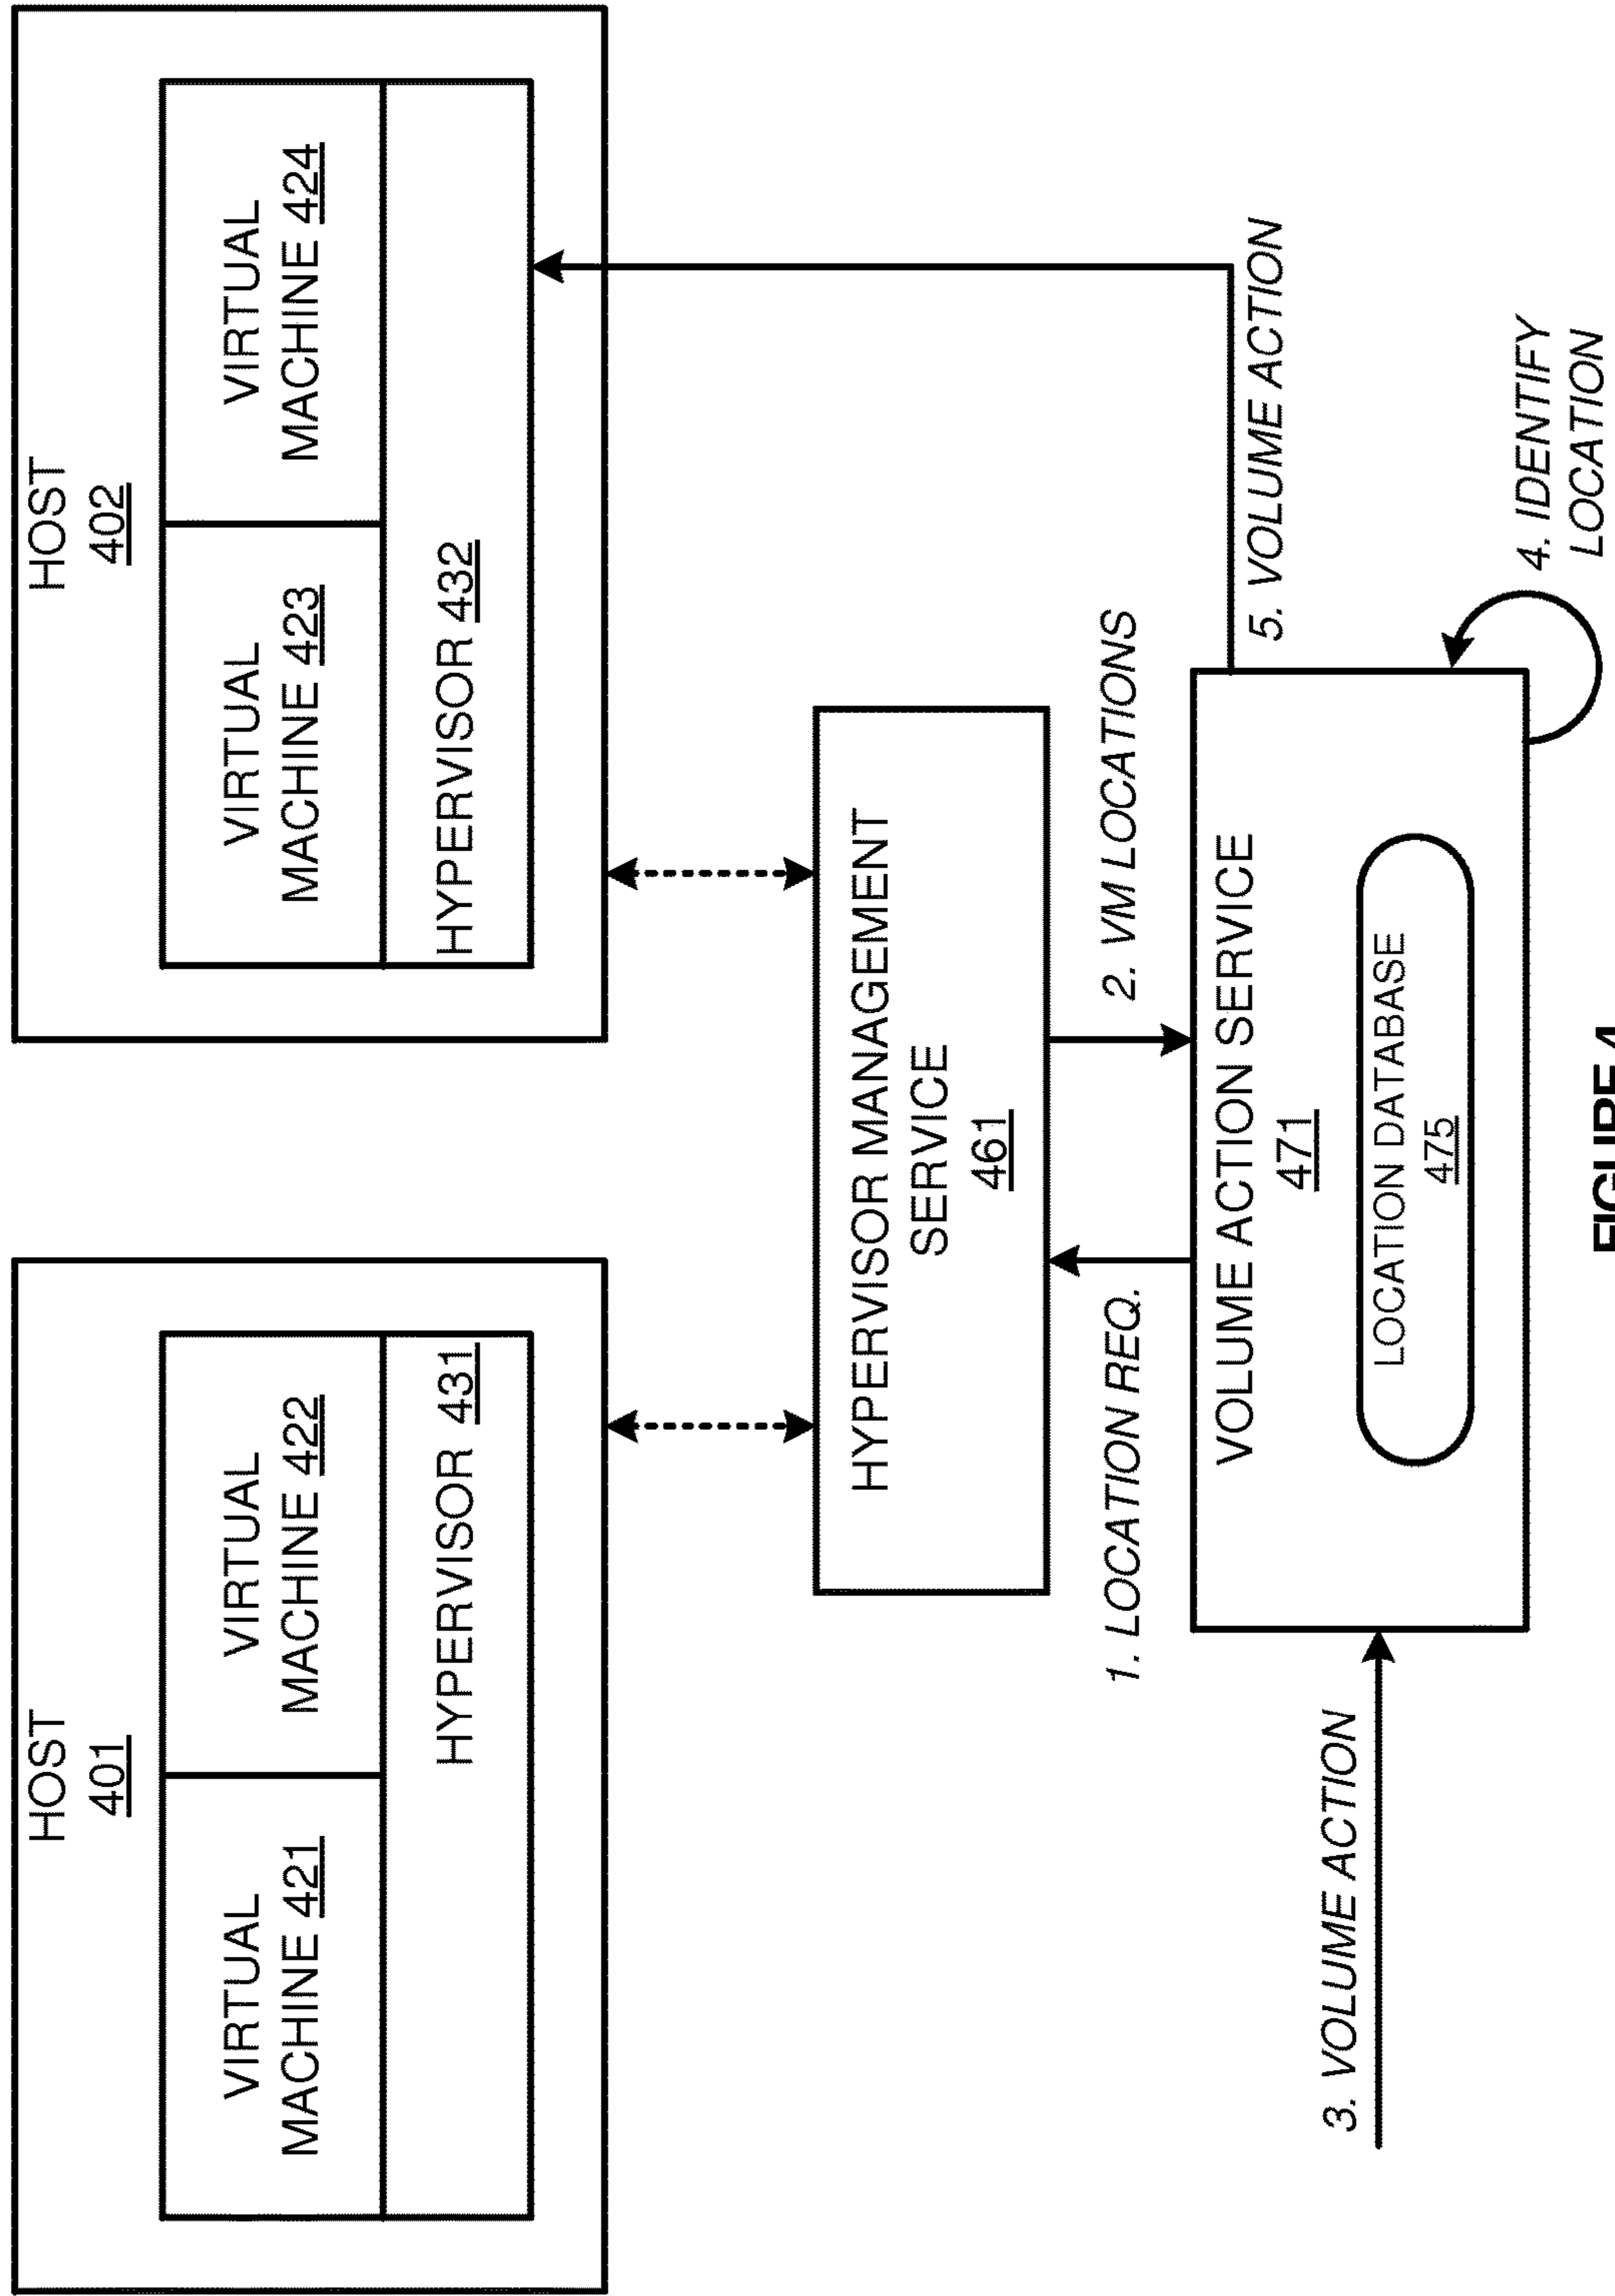 HOST
401
VIRTUAL
MACHINE 421
VIRTUAL
MACHINE 422
HYPERVISOR 431
HOST
402
VIRTUAL
MACHINE 423
VIRTUAL
MACHINE 424
HYPERVISOR 432
HYPERVISOR MANAGEMENT
SERVICE
461
1. LOCATION REQ.
2. VM LOCATIONS
3. VOLUME ACTION
VOLUME ACTION SERVICE
471
LOCATION DATABASE
475
5. VOLUME ACTION
4. IDENTIFY
LOCATION
FIGURE 4